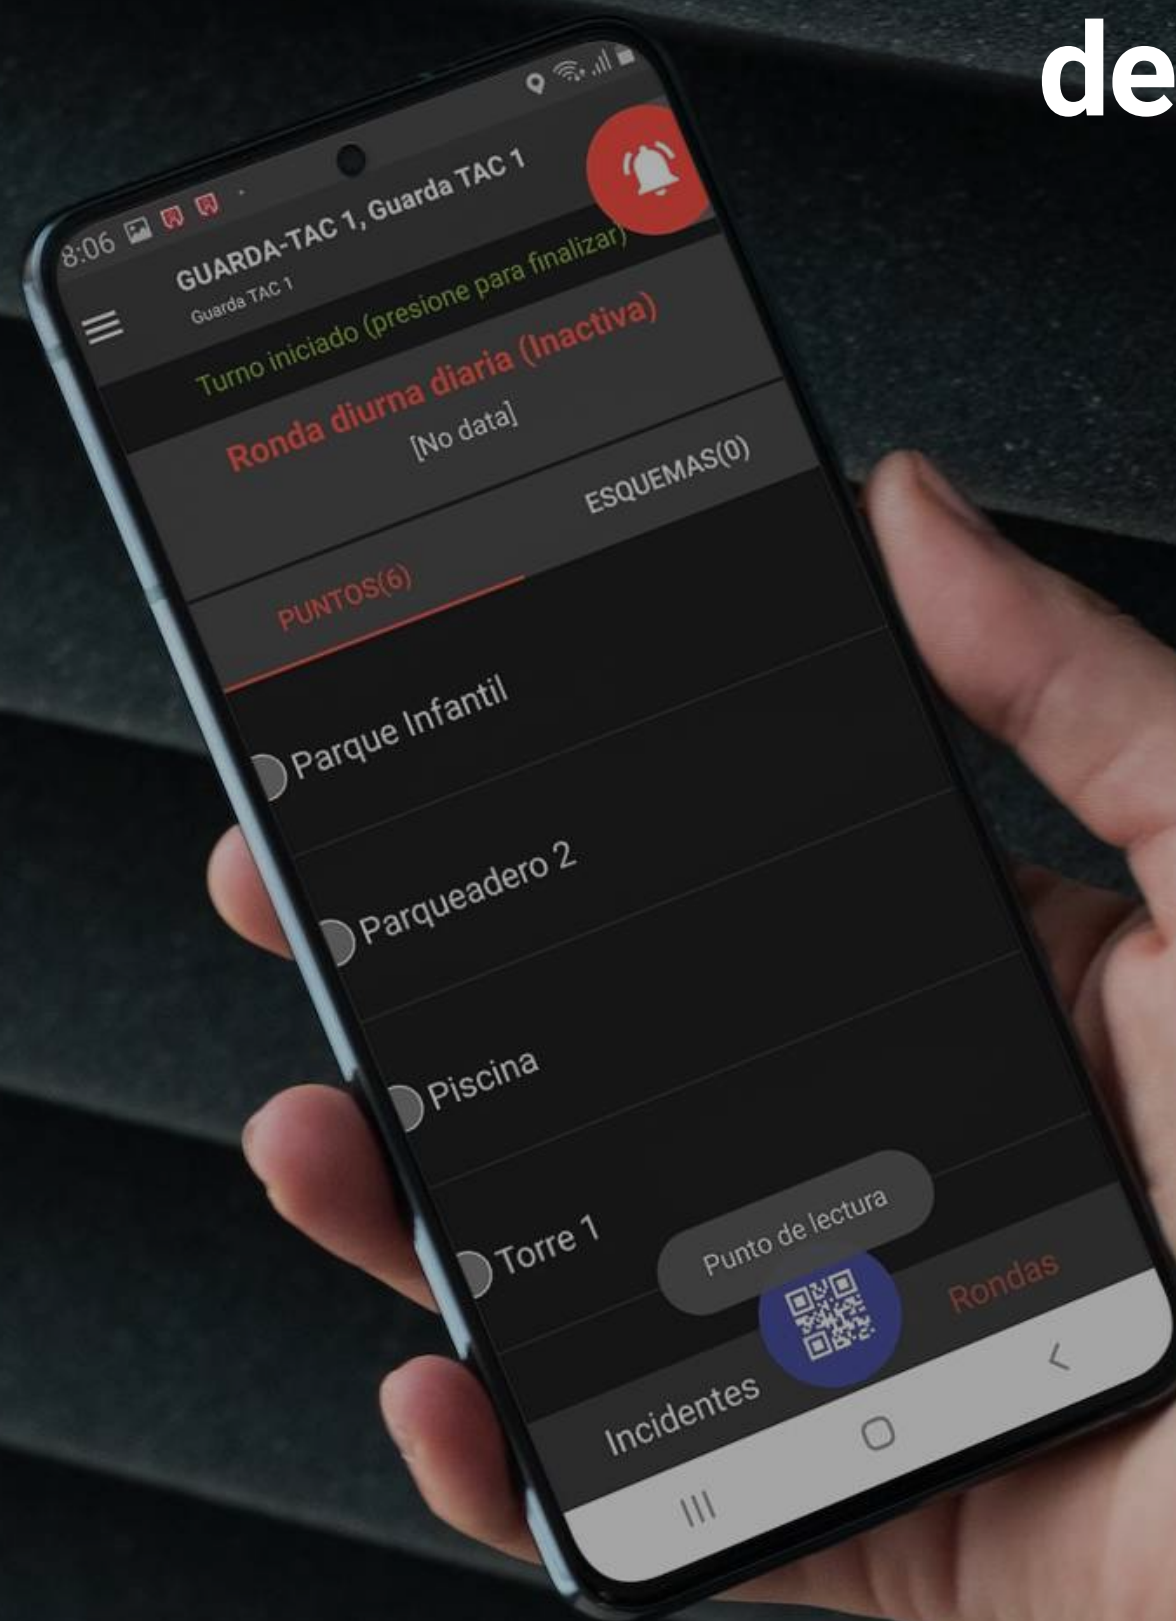 de
8:06
GUARDA-TAC 1, Guarda TAC 1
Guarda TAC 1
Turno iniciado (presione para finalizar)
Ronda diurna diaria (Inactiva)
[No data]
PUNTOS(6)
ESQUEMAS(0)
Parque Infantil
Parqueadero 2
Piscina
Torre 1
Punto de lectura
Incidentes
Rondas